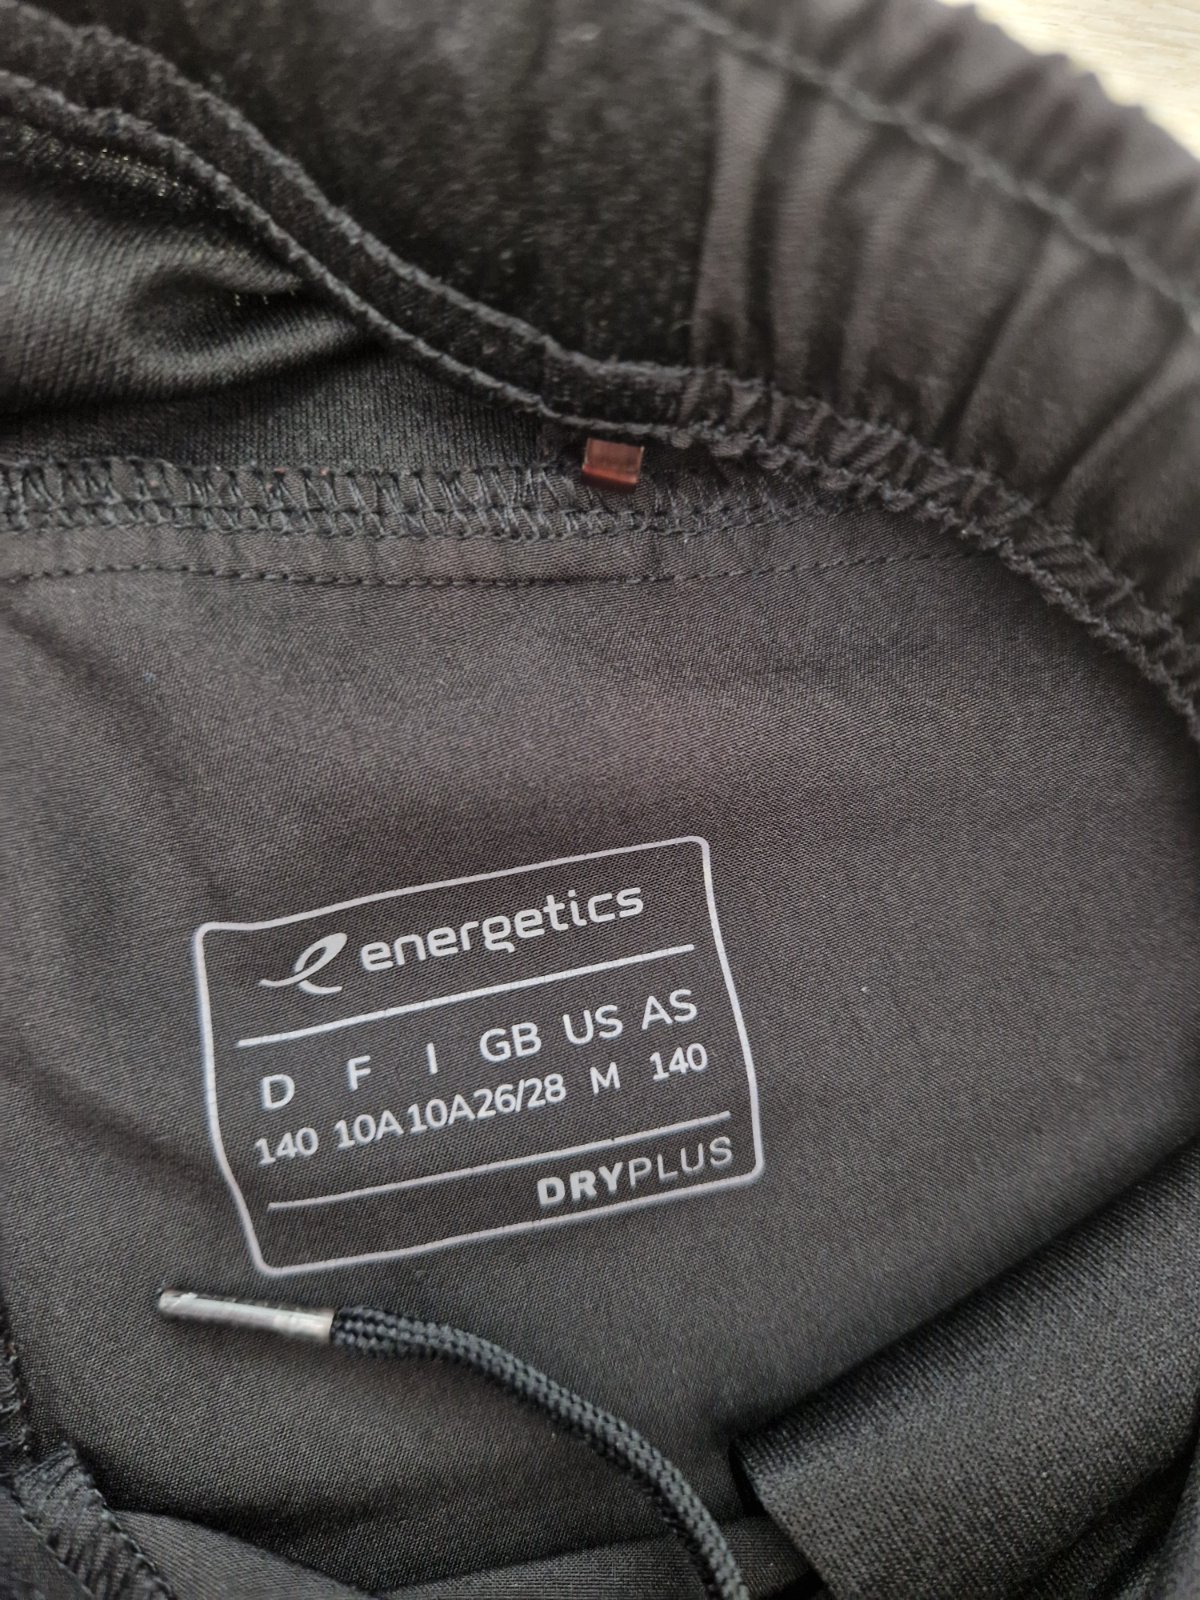 energetics
D F I GB US AS
140 10A 10A 26/28 M 140
DRYPLUS